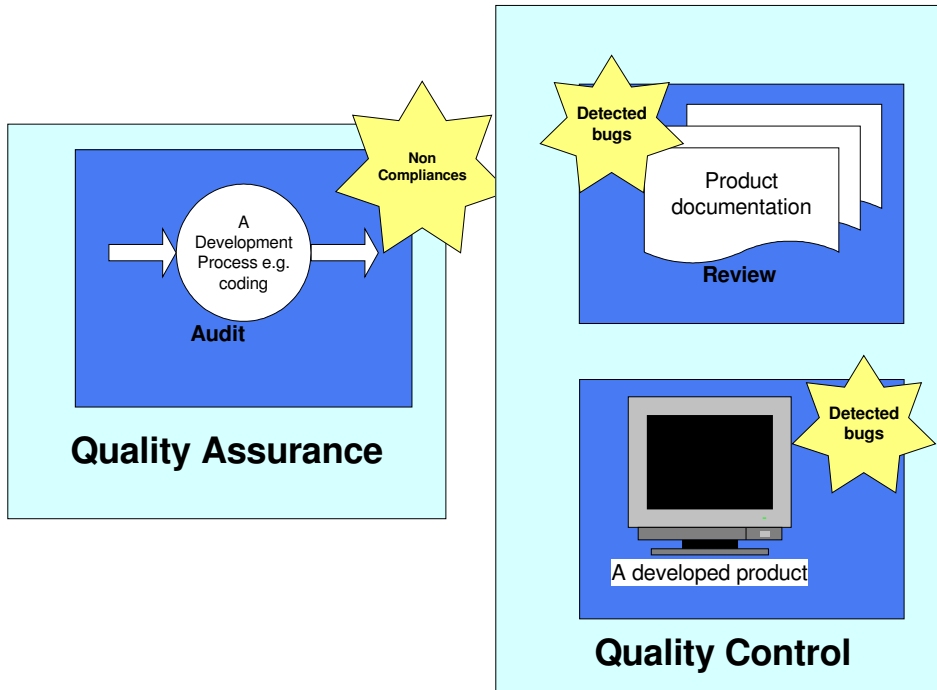 Non
Compliances
A
Development
Process e.g.
coding
Audit
Quality Assurance
Detected
bugs
Product
documentation
Review
Detected
bugs
A developed product
Quality Control